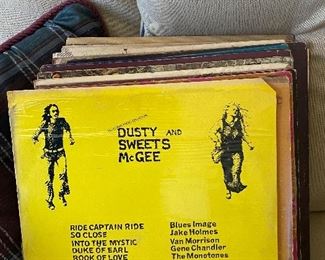 DUSTY AND
SWEETS
McGEE
RIDE CAPTAIN RIDE
SO CLOSE
INTO THE MYSTIC
DUKE OF EARL
BOOK OF LOVE
Blues Image
Jake Holmes
Van Morrison
Gene Chandler
The Monotones